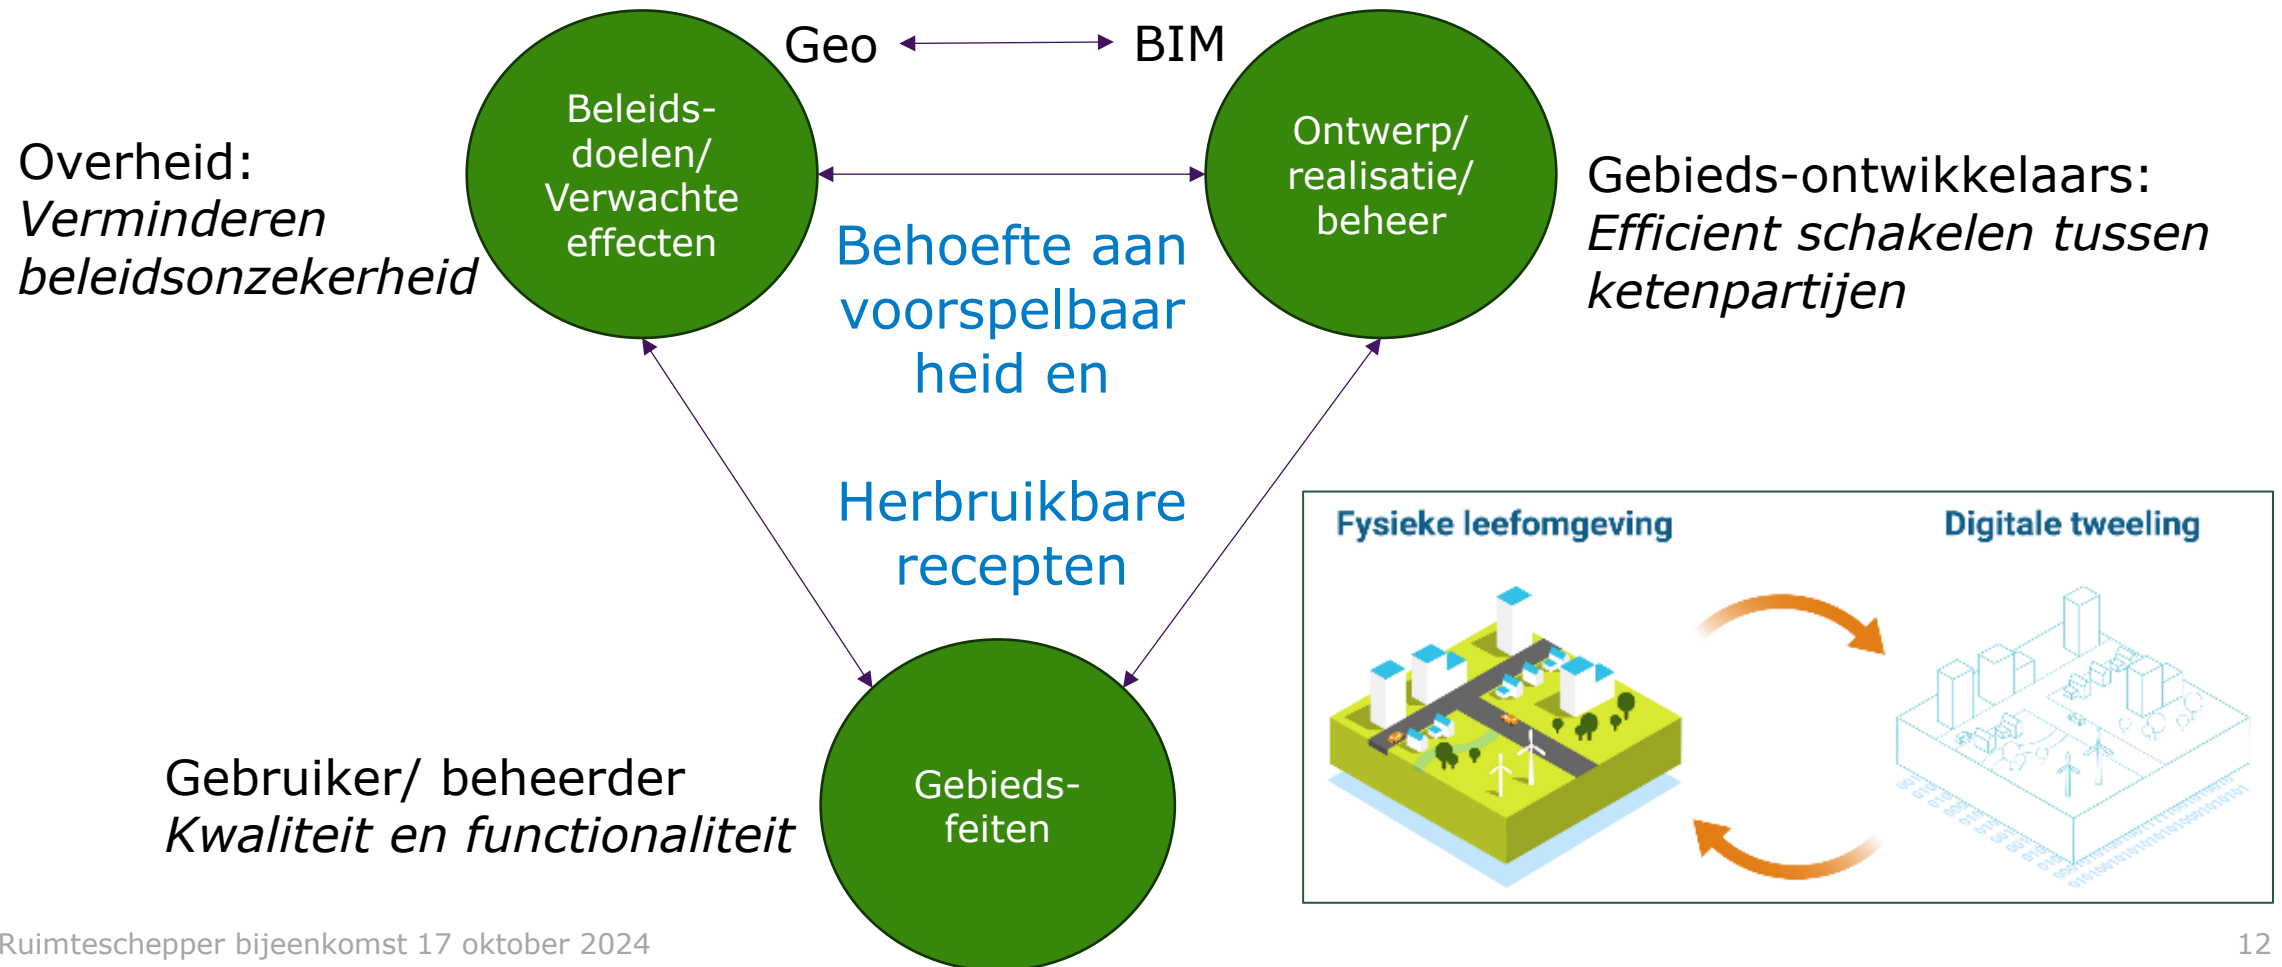 Geo
BIM
Beleids-
doelen/
Verwachte
effecten
Ontwerp/
realisatie/
beheer
Overheid:
Verminderen
beleidsonzekerheid
Gebieds-ontwikkelaars:
Efficient schakelen tussen
ketenpartijen
Behoefte aan
voorspelbaar
heid en
Herbruikbare
recepten
Fysieke leefomgeving
Digitale tweeling
Gebruiker/ beheerder
Kwaliteit en functionaliteit
Gebieds-
feiten
Ruimteschepper bijeenkomst 17 oktober 2024
12